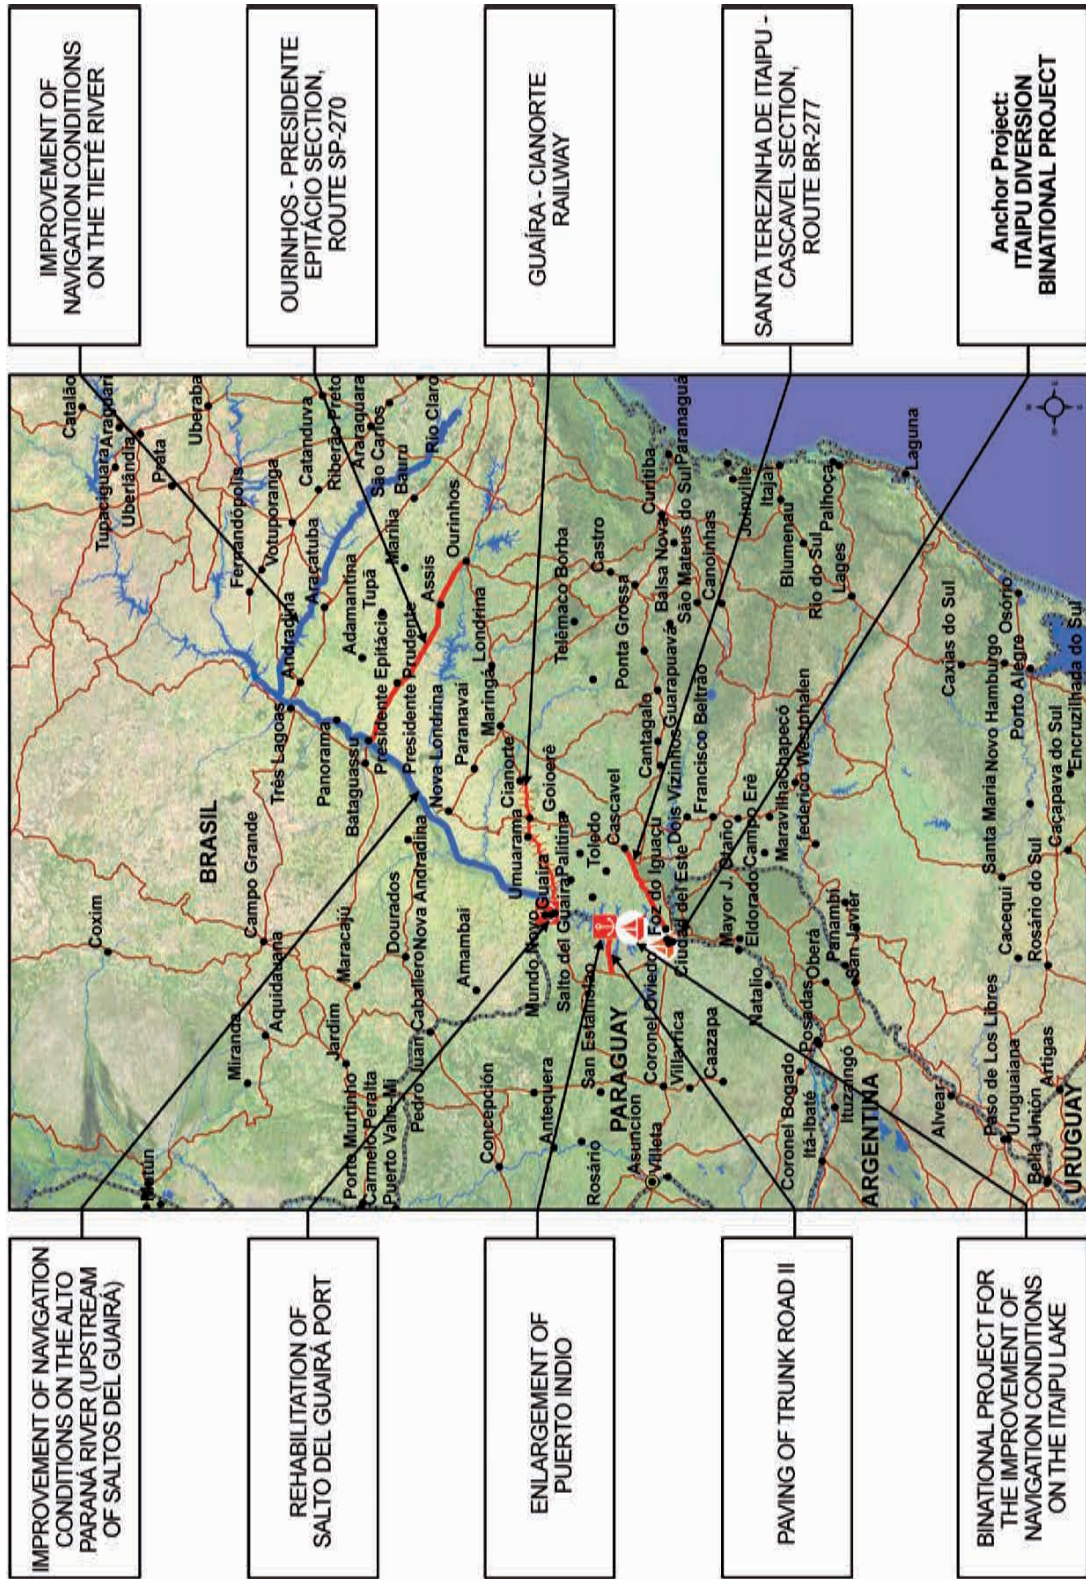 IMPROVEMENT OF NAVIGATION
CONDITIONS ON THE ALTO
PARANÁ RIVER (UPSTREAM
OF SALTOS DEL GUAIRÁ)
REHABILITATION OF
SALTO DEL GUAIRÁ PORT
ENLARGEMENT OF
PUERTO INDIO
PAVING OF TRUNK ROAD II
BINATIONAL PROJECT FOR
THE IMPROVEMENT OF
NAVIGATION CONDITIONS
ON THE ITAIPU LAKE
Catalão
Coxim
Araguari
Tupaciguara
Uberlândia
Prata
Mutún
BRASIL
Uberaba
Miranda
Campo Grande
Fernandópolis
Aquidauana
Votuporanga
Três Lagoas
Andradina
Catanduva
Riberão Prêto
Araçatuba
Panorama
Jardim
Maracajú
Adamantina
Araraquara
Porto Murtinho
Bataguassu
Tupã
São Carlos
Carmelo Peralta
Presidente Epitácio
Puerto Valle-Mi
Dourados
Marília
Bauru
Pedro Juan Caballero
Nova Andradina
Presidente Prudente
Assis
Rio Claro
Nova Londrina
Ourinhos
Amambai
Paranavaí
Concepción
Maringá
Londrina
Umuarama
Cianorte
Mundo Novo
Guaira
Goioerê
Antequera
Salto del Guairá
Palitina
Telêmaco Borba
San Estanislao
Rosário
Toledo
Castro
PARAGUAY
Cascavel
Ponta Grossa
Asuncion
Coronel Oviedo
Foz do Iguaçu
Cantagalo
Curitiba
Villeta
Villarrica
Ciudad del Este
Dois Vizinhos
Guarapuavá
Balsa Nova
Paranaguá
Caazapa
Francisco Beltrão
São Mateus do Sul
Mayor J. Otaño
Canoinhas
Natalio
Eldorado
Campo Erê
Joinville
Maravilha
Chapecó
Itajaí
Coronel Bogado
Posadas
Oberá
federico Westphalen
Blumenau
Itá-Ibaté
Panambí
Rio do Sul
Palhoça
Ituzaingó
San Javier
Lages
ARGENTINA
Laguna
Alvear
Caxias do Sul
Paso de Los Libres
Cacequi
Santa Maria
Novo Hamburgo
Osório
Uruguaiana
Porto Alegre
Bella Unión
Rosário do Sul
Artigas
Caçapava do Sul
Encruzilhada do Sul
URUGUAY
IMPROVEMENT OF
NAVIGATION CONDITIONS
ON THE TIETÊ RIVER
OURINHOS - PRESIDENTE
EPITÁCIO SECTION,
ROUTE SP-270
GUAÍRA - CIANORTE
RAILWAY
SANTA TEREZINHA DE ITAIPU -
CASCAVEL SECTION,
ROUTE BR-277
Anchor Project:
ITAIPU DIVERSION
BINATIONAL PROJECT